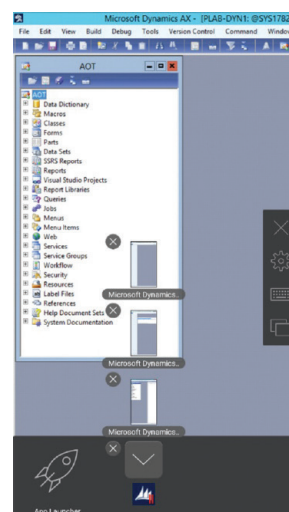 Microsoft Dynamics AX - [PLAB-DYN1: @SYS1782
File Edit View Build Debug Tools Version Control Command Window
AOT
AOT
Data Dictionary
Macros
Classes
Forms
Parts
Data Sets
SSRS Reports
Reports
Visual Studio Projects
Report Libraries
Queries
Jobs
Menus
Menu Items
Web
Services
Service Groups
Workflow
Security
Resources
Label Files
References
Help Document Sets
System Documentation
Microsoft Dynamics..
Microsoft Dynamics..
Microsoft Dynamics..
App Launcher